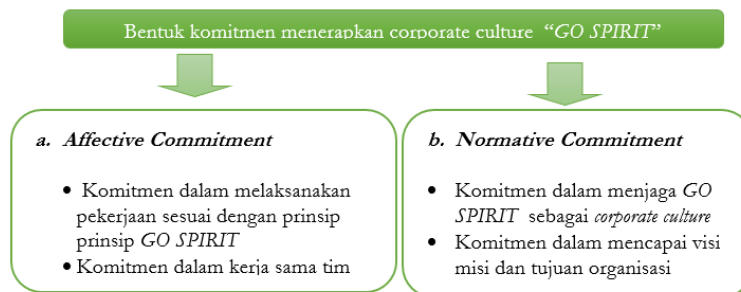 Bentuk komitmen menerapkan corporate culture “GO SPIRIT”
a. Affective Commitment
• Komitmen dalam melaksanakan
pekerjaan sesuai dengan prinsip
prinsip GO SPIRIT
• Komitmen dalam kerja sama tim
b. Normative Commitment
• Komitmen dalam menjaga GO
SPIRIT sebagai corporate culture
• Komitmen dalam mencapai visi
misi dan tujuan organisasi